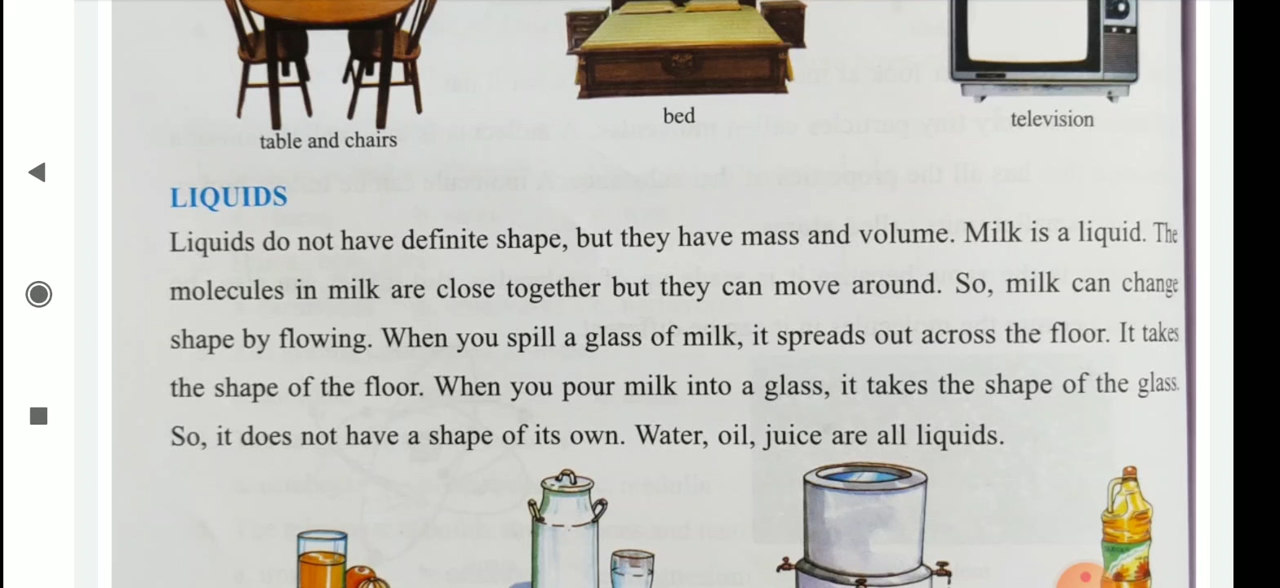 table and chairs
bed
television
LIQUIDS
Liquids do not have definite shape, but they have mass and volume. Milk is a liquid. The
molecules in milk are close together but they can move around. So, milk can change
shape by flowing. When you spill a glass of milk, it spreads out across the floor. It takes
the shape of the floor. When you pour milk into a glass, it takes the shape of the glass.
So, it does not have a shape of its own. Water, oil, juice are all liquids.